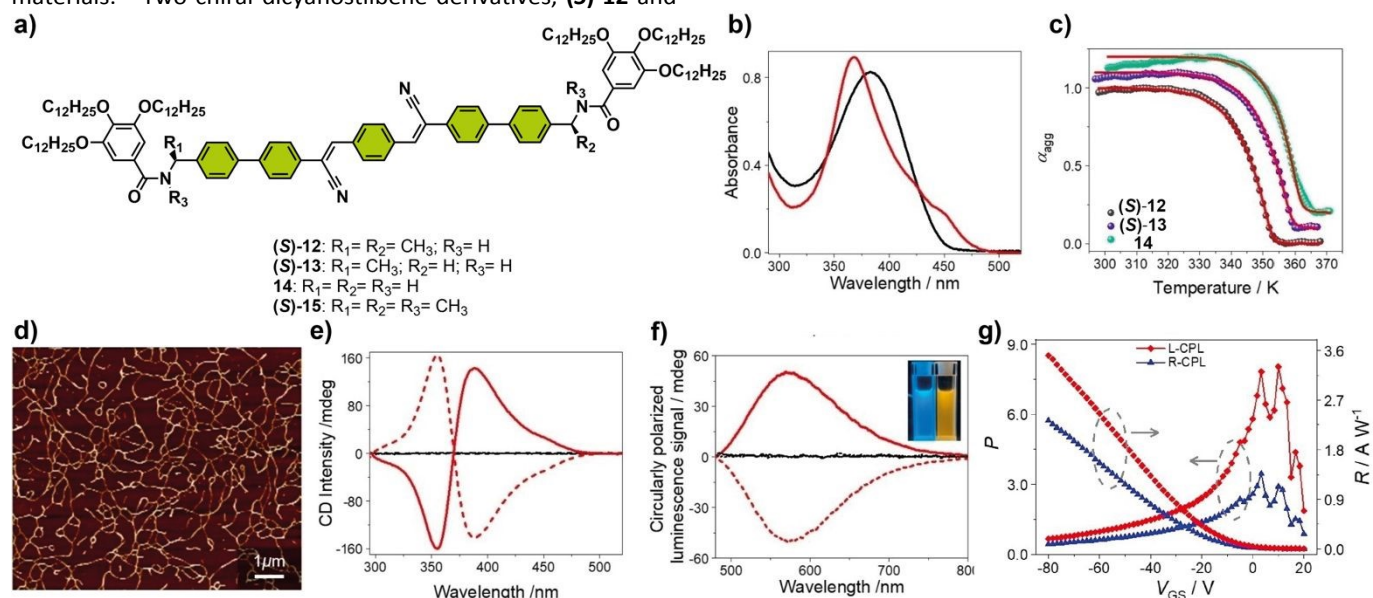 materials. Two chiral dicyanostilbene derivatives, (S)-12 and
a)
C12H25O
OC12H25
OC12H25
C12H25O
OC12H25
C12H25O
N
R3
O
R1
R2
O
N
R3
N
N
(S)-12: R1= R2= CH3; R3= H
(S)-13: R1= CH3; R2= H; R3= H
14: R1= R2= R3= H
(S)-15: R1= R2= R3= CH3
b)
Absorbance
0.8
0.4
0.0
300 350 400 450 500
Wavelength / nm
c)
αagg
1.0
0.5
0.0
(S)-12
(S)-13
14
300 310 320 330 340 350 360 370
Temperature / K
d)
1μm
e)
CD Intensity /mdeg
160
80
0
-80
-160
300 350 400 450 500
Wavelength /nm
f)
Circularly polarized
luminescence signal / mdeg
60
30
0
-30
-60
500 600 700 800
Wavelength /nm
g)
P
9.0
6.0
3.0
0.0
L-CPL
R-CPL
3.6
2.7
1.8
0.9
0.0
R / A W-1
-80 -60 -40 -20 0 20
VGS / V